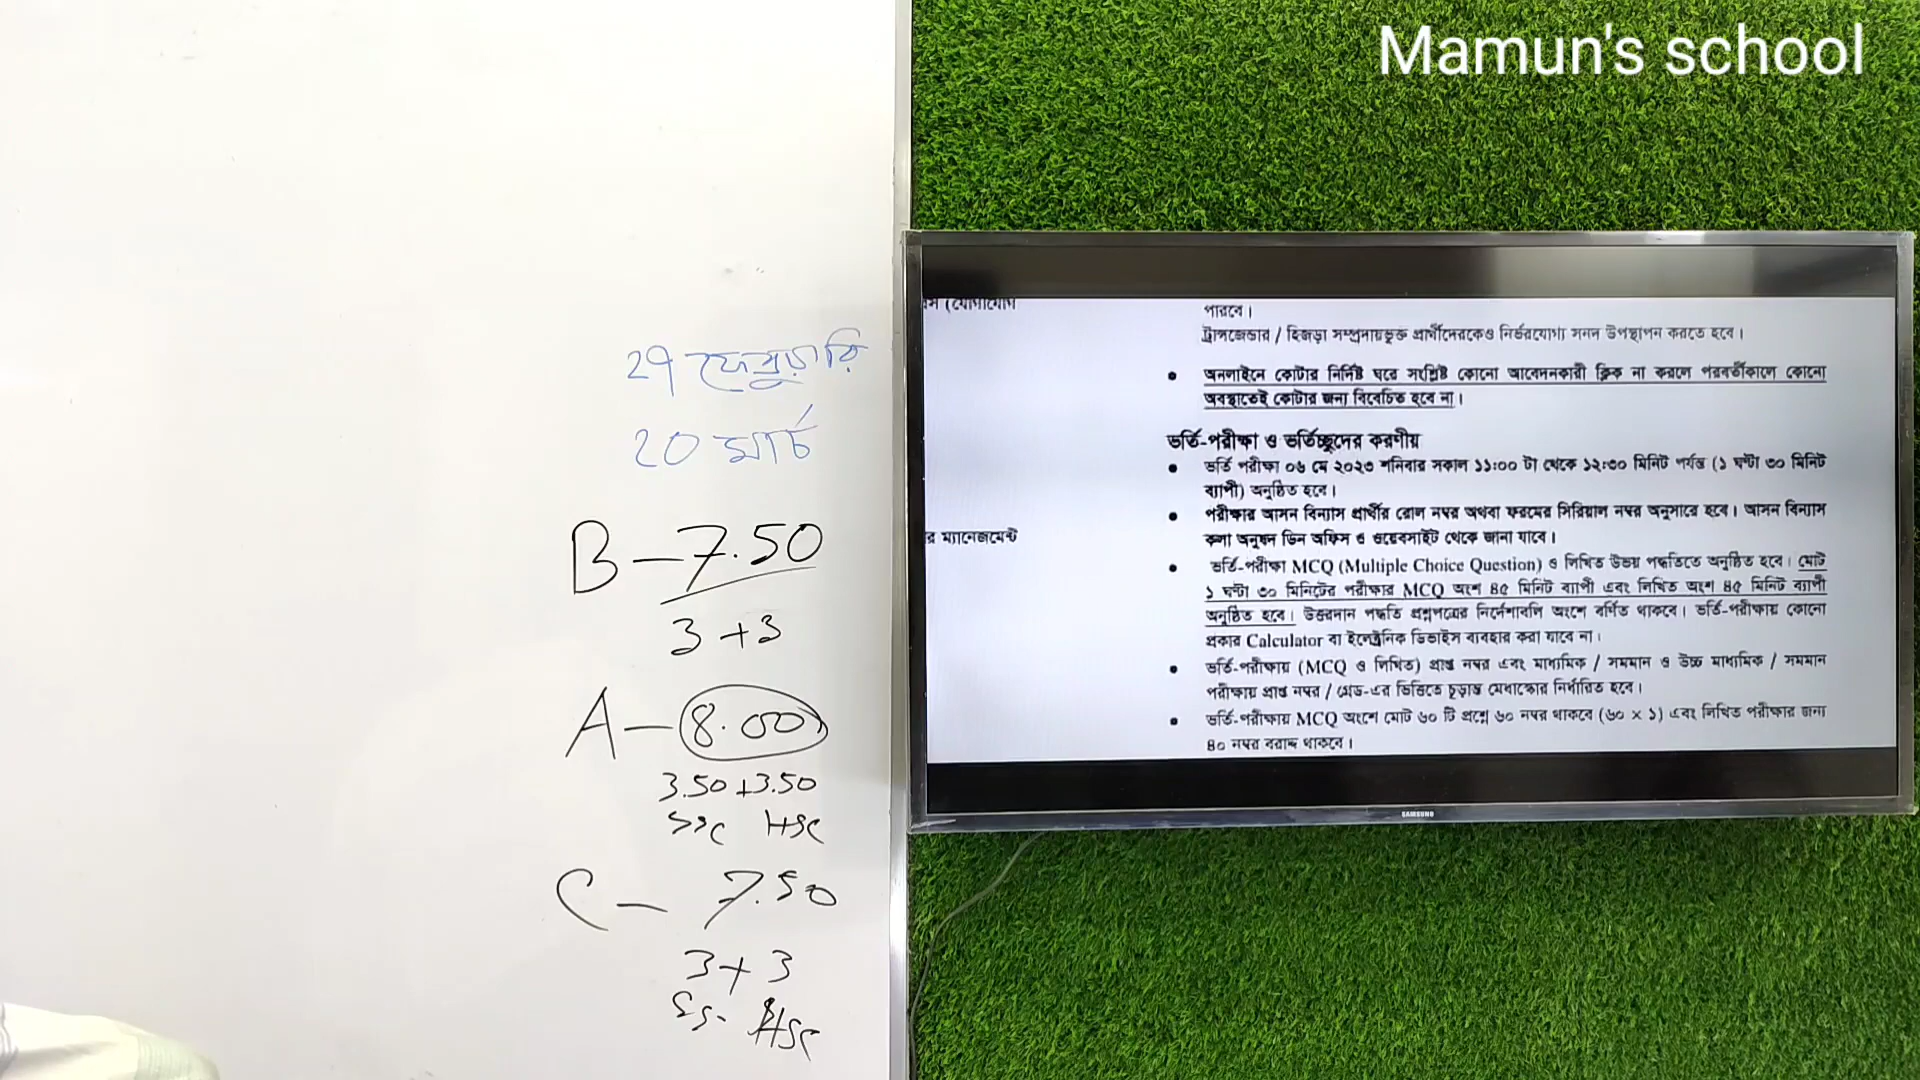 Mamun's school
২৭ ফেব্রুয়ারি
২০ মার্চ
B - 7.50
3 + 3
A - 8.00
3.50 + 3.50
SSC HSC
C - 7.50
3 + 3
SS- HSC
পারবে।
ট্রান্সজেন্ডার / হিজড়া সম্প্রদায়ভুক্ত প্রার্থীদেরকেও নির্ভরযোগ্য সনদ উপস্থাপন করতে হবে।
• অনলাইনে কোটার নির্দিষ্ট ঘরে সংশ্লিষ্ট কোনো আবেদনকারী ক্লিক না করলে পরবর্তীকালে কোনো
অবস্থাতেই কোটার জন্য বিবেচিত হবে না।
ভর্তি-পরীক্ষা ও ভর্তিচ্ছুদের করণীয়
• ভর্তি পরীক্ষা ০৬ মে ২০২৩ শনিবার সকাল ১১:০০ টা থেকে ১২:৩০ মিনিট পর্যন্ত (১ ঘণ্টা ৩০ মিনিট
ব্যাপী) অনুষ্ঠিত হবে।
• পরীক্ষার আসন বিন্যাস প্রার্থীর রোল নম্বর অথবা ফরমের সিরিয়াল নম্বর অনুসারে হবে। আসন বিন্যাস
র ম্যানেজমেন্ট
কলা অনুষদ ডিন অফিস ও ওয়েবসাইট থেকে জানা যাবে।
• ভর্তি-পরীক্ষা MCQ (Multiple Choice Question) ও লিখিত উভয় পদ্ধতিতে অনুষ্ঠিত হবে। মোট
১ ঘণ্টা ৩০ মিনিটের পরীক্ষার MCQ অংশ ৪৫ মিনিট ব্যাপী এবং লিখিত অংশ ৪৫ মিনিট ব্যাপী
অনুষ্ঠিত হবে। উত্তরদান পদ্ধতি প্রশ্নপত্রের নির্দেশাবলি অংশে বর্ণিত থাকবে। ভর্তি-পরীক্ষায় কোনো
প্রকার Calculator বা ইলেক্ট্রনিক ডিভাইস ব্যবহার করা যাবে না।
• ভর্তি-পরীক্ষায় (MCQ ও লিখিত) প্রাপ্ত নম্বর এবং মাধ্যমিক / সমমান ও উচ্চ মাধ্যমিক / সমমান
পরীক্ষায় প্রাপ্ত নম্বর / গ্রেড-এর ভিত্তিতে চূড়ান্ত মেধাস্কোর নির্ধারিত হবে।
• ভর্তি-পরীক্ষায় MCQ অংশে মোট ৬০ টি প্রশ্নে ৬০ নম্বর থাকবে (৬০ × ১) এবং লিখিত পরীক্ষার জন্য
৪০ নম্বর বরাদ্দ থাকবে।